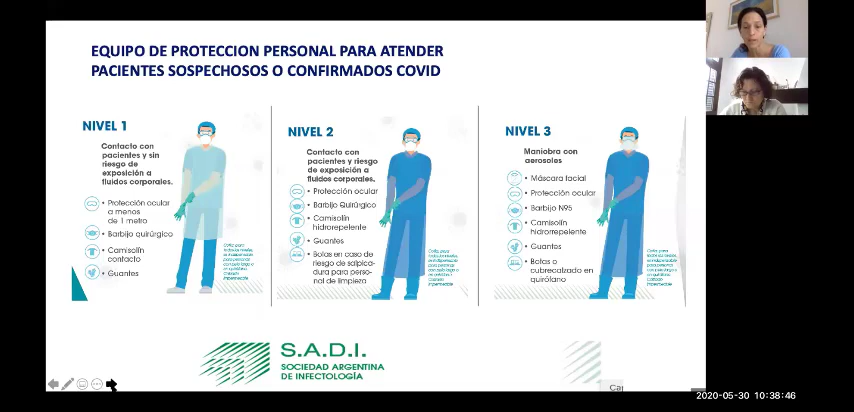 EQUIPO DE PROTECCION PERSONAL PARA ATENDER
PACIENTES SOSPECHOSOS O CONFIRMADOS COVID
NIVEL 1
Contacto con
pacientes y sin
riesgo de
exposición a
fluidos corporales.
• Protección ocular
a menos
de 1 metro
• Barbijo quirúrgico
• Camisolín
contacto
• Guantes
NIVEL 2
Contacto con
pacientes y riesgo
de exposición a
fluidos corporales.
• Protección ocular
• Barbijo Quirúrgico
• Camisolín
hidrorrepelente
• Guantes
• Botas en caso de
riesgo de salpica-
dura para perso-
nal de limpieza
NIVEL 3
Maniobra con
aerosoles
• Máscara facial
• Protección ocular
• Barbijo N95
• Camisolín
hidrorrepelente
• Guantes
• Botas o
cubrecalzado en
quirófano
S.A.D.I.
SOCIEDAD ARGENTINA
DE INFECTOLOGÍA
2020-05-30 10:38:46